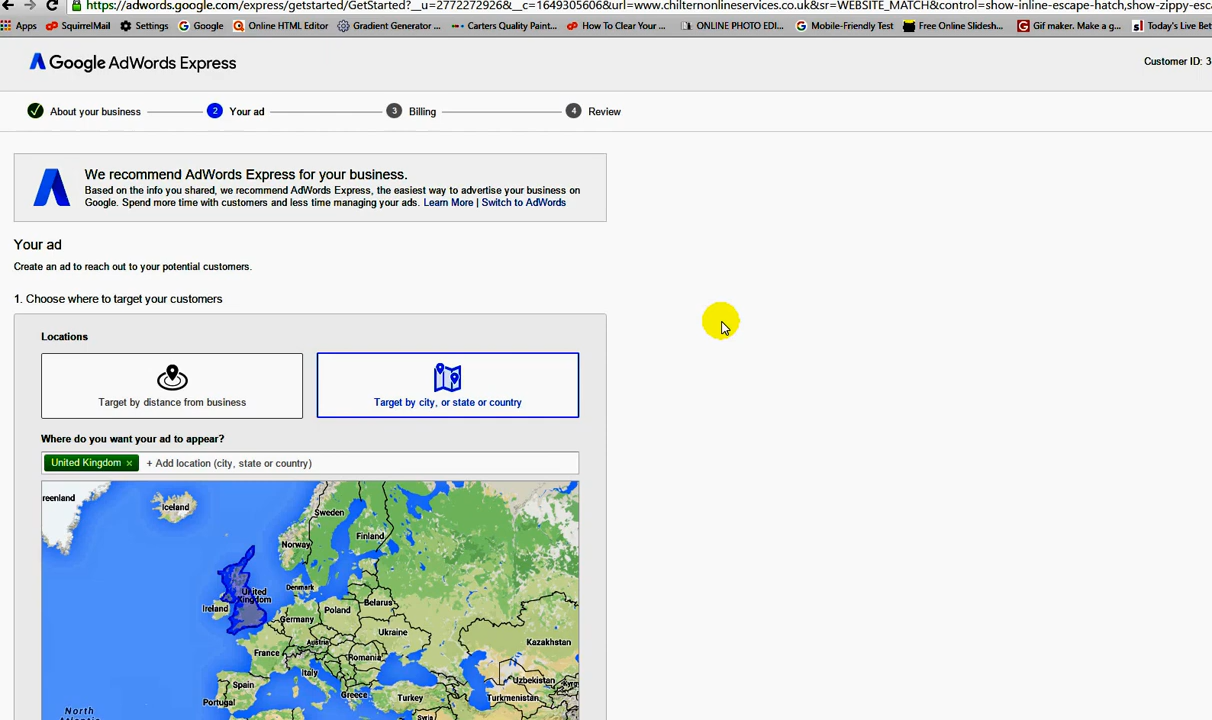 https://adwords.google.com/express/getstarted/GetStarted?__u=2772272926&__c=1649305606&url=www.chilternonlineservices.co.uk&sr=WEBSITE_MATCH&control=show-inline-escape-hatch,show-zippy-esc
Apps SquirrelMail Settings Google Online HTML Editor Gradient Generator ... Carters Quality Paint... How To Clear Your ... ONLINE PHOTO EDI... Mobile-Friendly Test Free Online Slidesh... Gif maker. Make a g... Today's Live Bet
Google AdWords Express
Customer ID: 3
About your business 2 Your ad 3 Billing 4 Review
We recommend AdWords Express for your business.
Based on the info you shared, we recommend AdWords Express, the easiest way to advertise your business on
Google. Spend more time with customers and less time managing your ads. Learn More | Switch to AdWords
Your ad
Create an ad to reach out to your potential customers.
1. Choose where to target your customers
Locations
Target by distance from business
Target by city, or state or country
Where do you want your ad to appear?
United Kingdom × + Add location (city, state or country)
reenland
Iceland
Sweden
Finland
Norway
United
Kingdom
Denmark
Ireland
Poland
Belarus
Germany
Ukraine
Austria
Kazakhstan
France
Romania
Italy
Uzbekistan
Spain
Greece
Turkey
Turkmenistan
Portugal
North
Syria